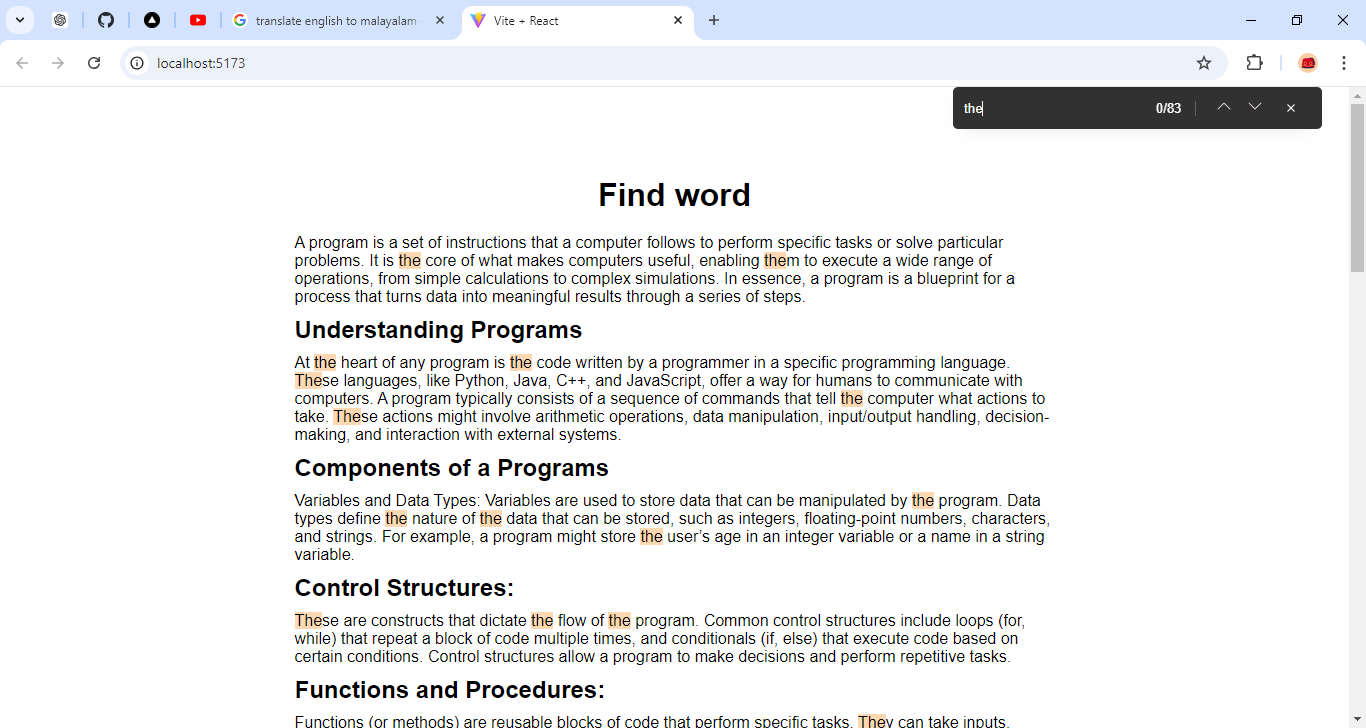 translate english to malayalam
Vite + React
localhost:5173
the 0/83
Find word
A program is a set of instructions that a computer follows to perform specific tasks or solve particular
problems. It is the core of what makes computers useful, enabling them to execute a wide range of
operations, from simple calculations to complex simulations. In essence, a program is a blueprint for a
process that turns data into meaningful results through a series of steps.
Understanding Programs
At the heart of any program is the code written by a programmer in a specific programming language.
These languages, like Python, Java, C++, and JavaScript, offer a way for humans to communicate with
computers. A program typically consists of a sequence of commands that tell the computer what actions to
take. These actions might involve arithmetic operations, data manipulation, input/output handling, decision-
making, and interaction with external systems.
Components of a Programs
Variables and Data Types: Variables are used to store data that can be manipulated by the program. Data
types define the nature of the data that can be stored, such as integers, floating-point numbers, characters,
and strings. For example, a program might store the user’s age in an integer variable or a name in a string
variable.
Control Structures:
These are constructs that dictate the flow of the program. Common control structures include loops (for,
while) that repeat a block of code multiple times, and conditionals (if, else) that execute code based on
certain conditions. Control structures allow a program to make decisions and perform repetitive tasks.
Functions and Procedures:
Functions (or methods) are reusable blocks of code that perform specific tasks. They can take inputs,